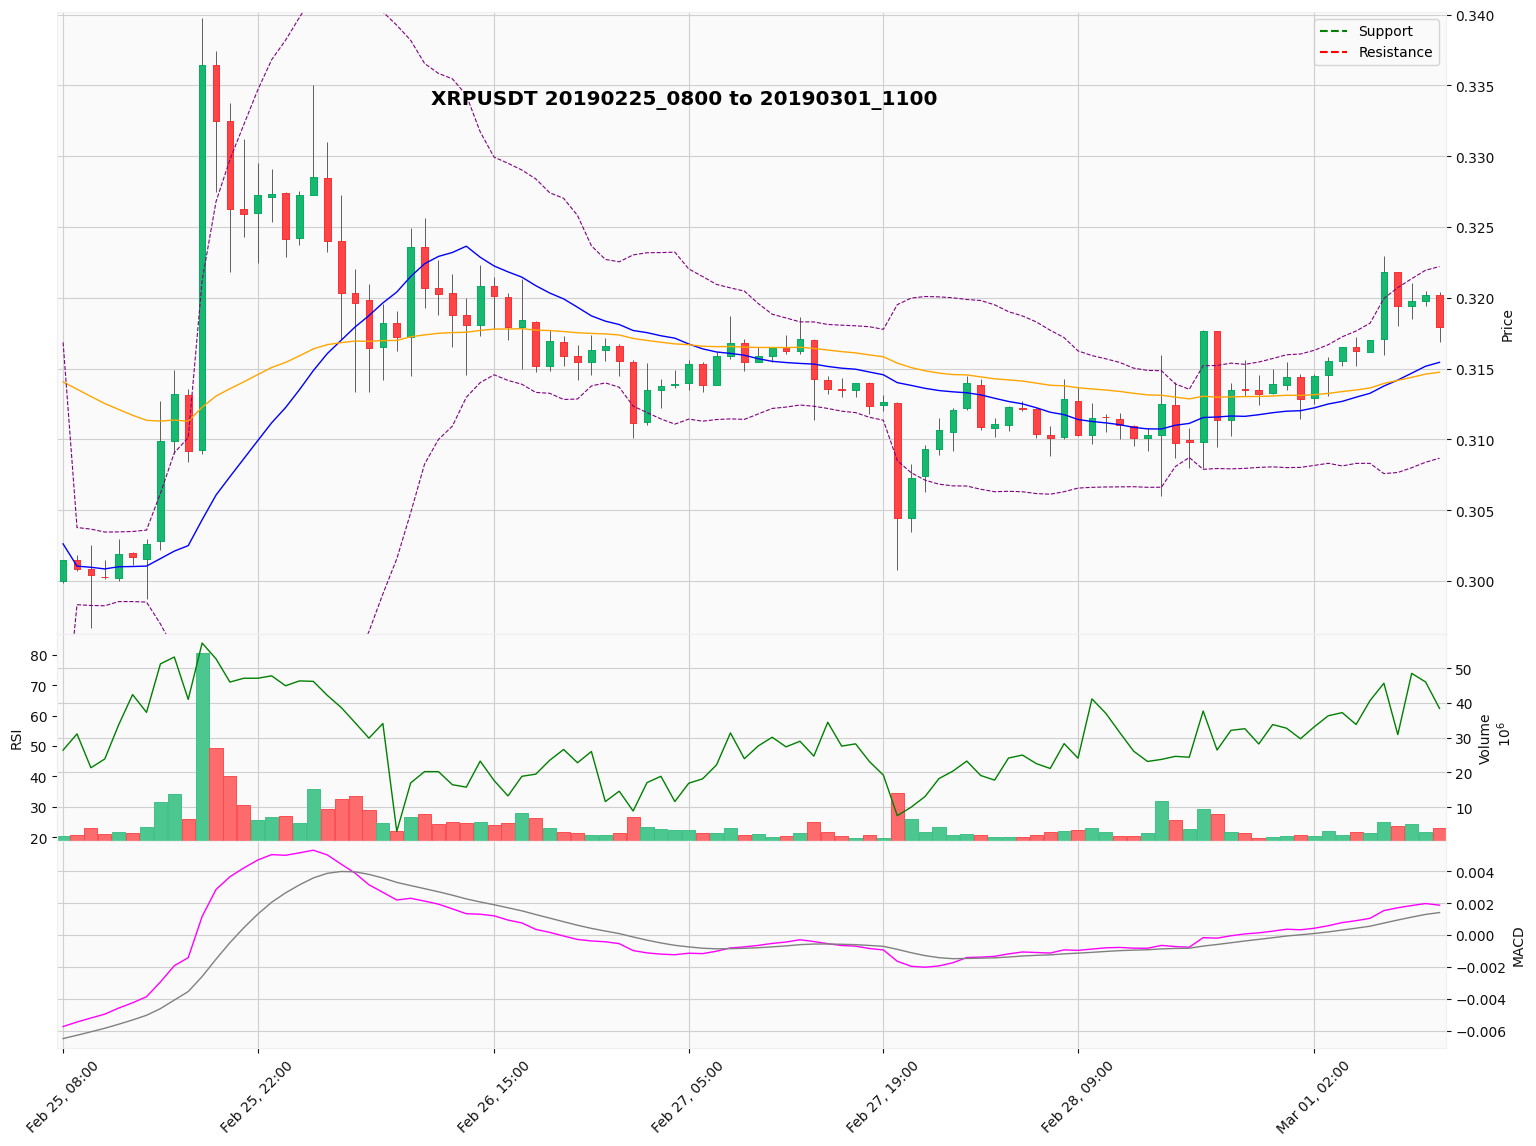 XRPUSDT 20190225_0800 to 20190301_1100
Support
Resistance
0.340
0.335
0.330
0.325
0.320
0.315
0.310
0.305
0.300
Price
80
70
60
50
40
30
20
RSI
50
40
30
20
10
Volume
10^6
0.004
0.002
0.000
−0.002
−0.004
−0.006
MACD
Feb 25, 08:00
Feb 25, 22:00
Feb 26, 15:00
Feb 27, 05:00
Feb 27, 19:00
Feb 28, 09:00
Mar 01, 02:00